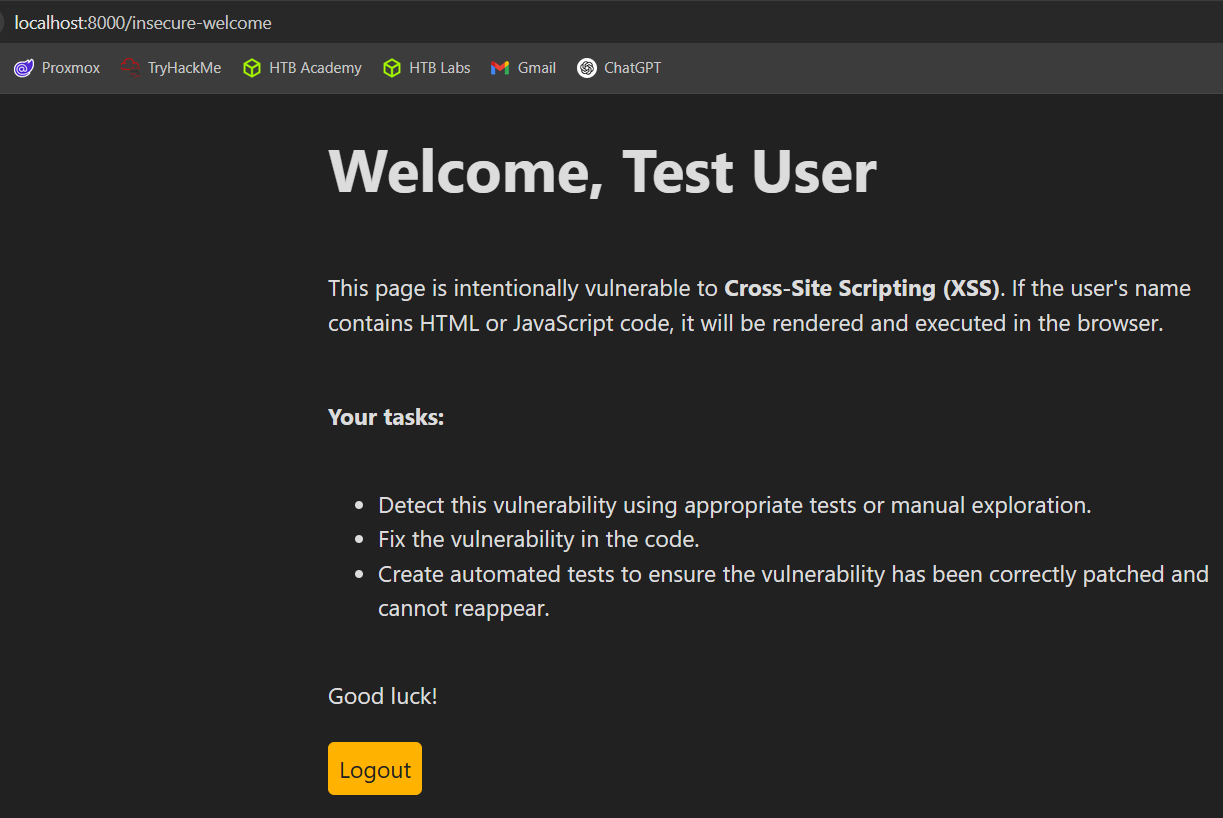 localhost:8000/insecure-welcome
Proxmox TryHackMe HTB Academy HTB Labs Gmail ChatGPT
Welcome, Test User
This page is intentionally vulnerable to Cross-Site Scripting (XSS). If the user's name
contains HTML or JavaScript code, it will be rendered and executed in the browser.
Your tasks:
• Detect this vulnerability using appropriate tests or manual exploration.
• Fix the vulnerability in the code.
• Create automated tests to ensure the vulnerability has been correctly patched and
cannot reappear.
Good luck!
Logout